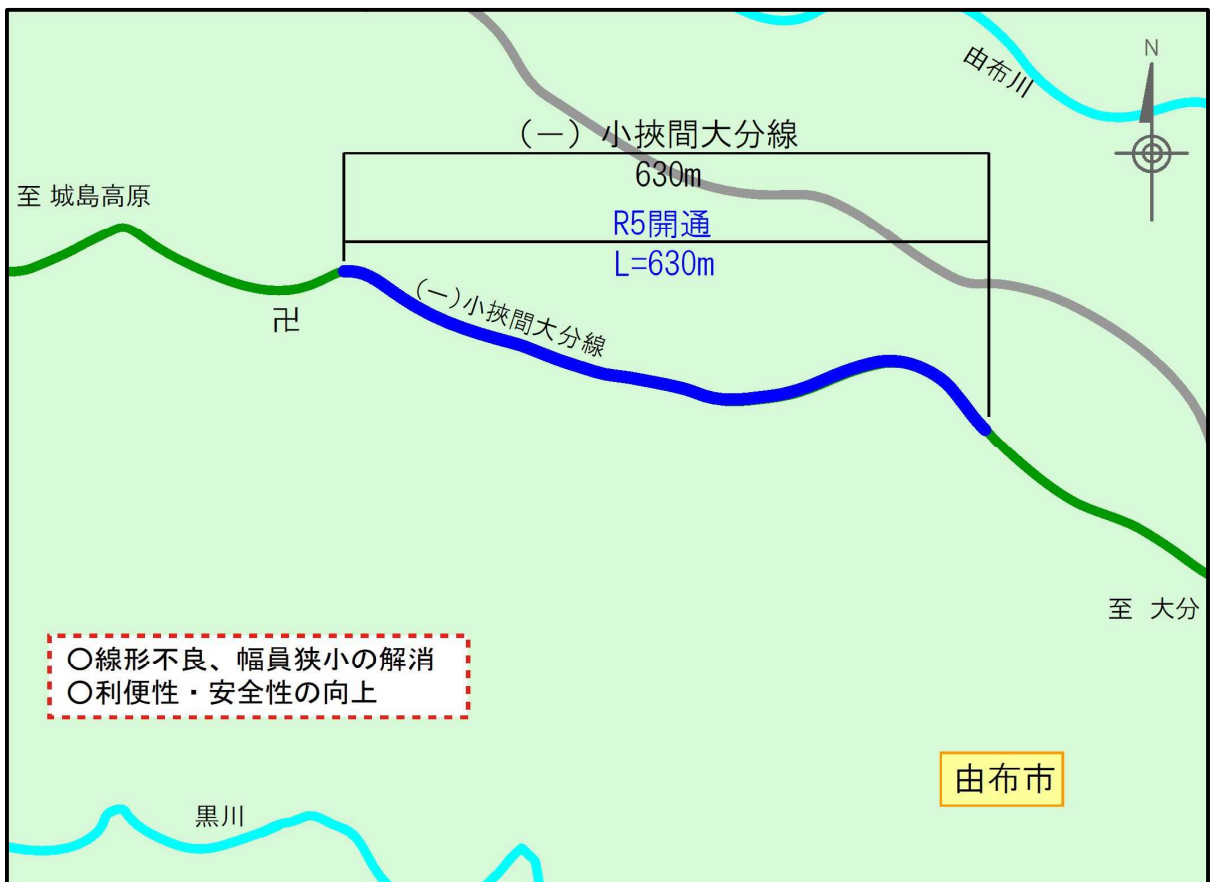 N
由布川
(一) 小挾間大分線
630m
至 城島高原
R5開通
L=630m
(一)小挾間大分線
卍
至 大分
○線形不良、幅員狭小の解消
○利便性・安全性の向上
由布市
黒川